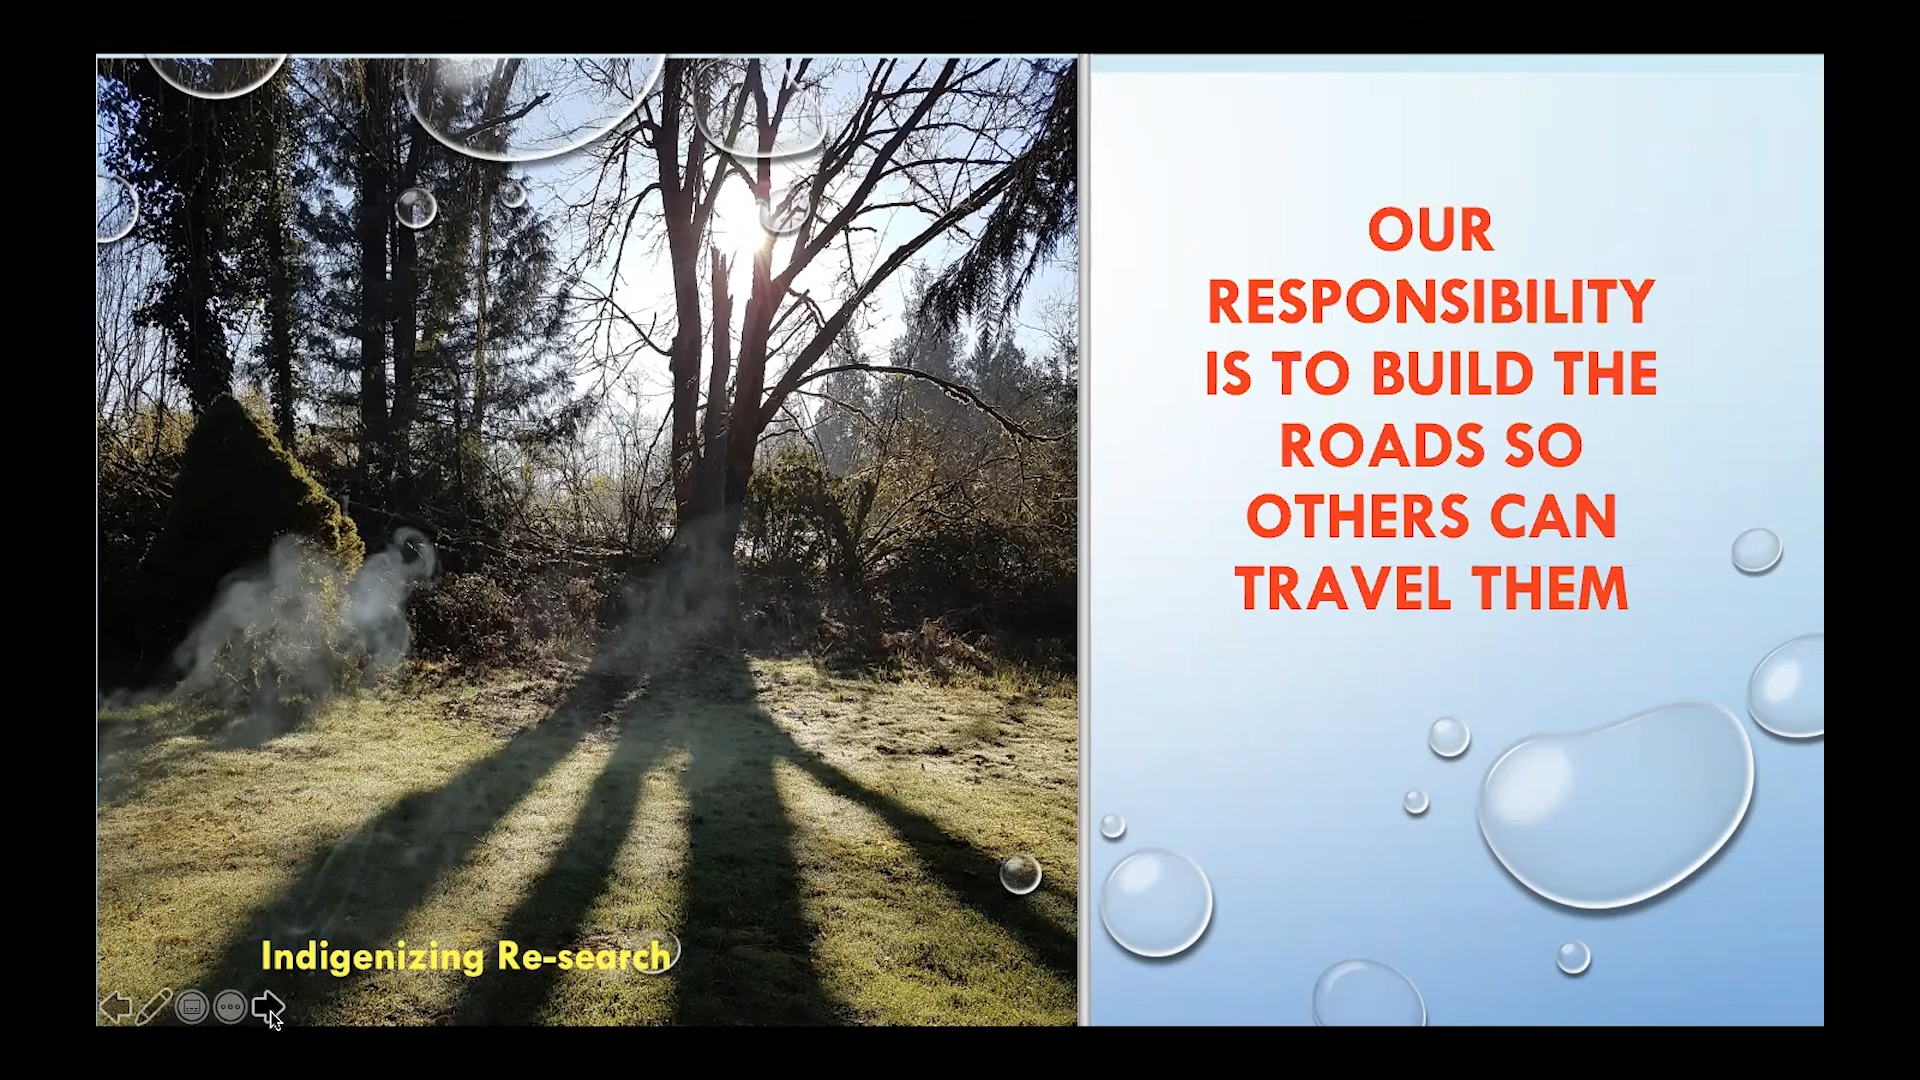 OUR
RESPONSIBILITY
IS TO BUILD THE
ROADS SO
OTHERS CAN
TRAVEL THEM
Indigenizing Re-search